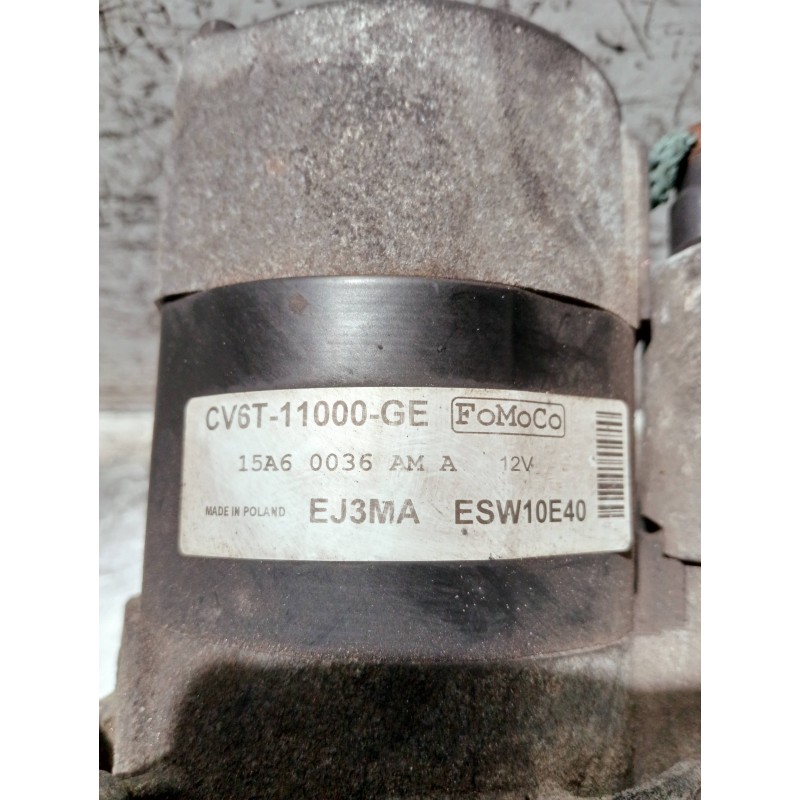 CV6T-11000-GE FoMoCo
15A6 0036 AM A 12V
MADE IN POLAND EJ3MA ESW10E40